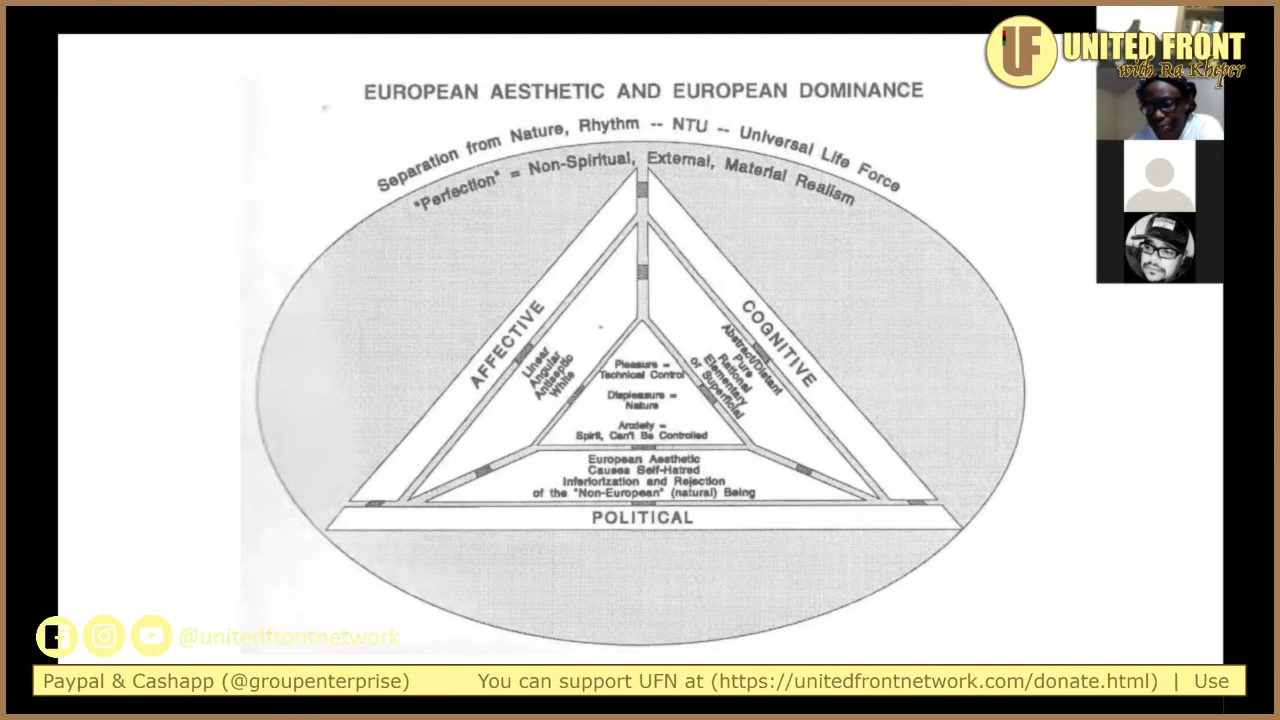 UF
UNITED FRONT
with Ra Kheper
EUROPEAN AESTHETIC AND EUROPEAN DOMINANCE
Separation from Nature, Rhythm -- NTU -- Universal Life Force
"Perfection" = Non-Spiritual, External, Material Realism
AFFECTIVE
Linear
Angular
Antiseptic
White
COGNITIVE
Abstract/Distant
Pure
Rational
Elementary
or Superficial
Pleasure =
Technical Control
Displeasure =
Nature
Anxiety =
Spirit, Can't Be Controlled
European Aesthetic
Causes Self-Hatred
Inferiorization and Rejection
of the "Non-European" (natural) Being
POLITICAL
@unitedfrontnetwork
Paypal & Cashapp (@groupenterprise) You can support UFN at (https://unitedfrontnetwork.com/donate.html) | Use